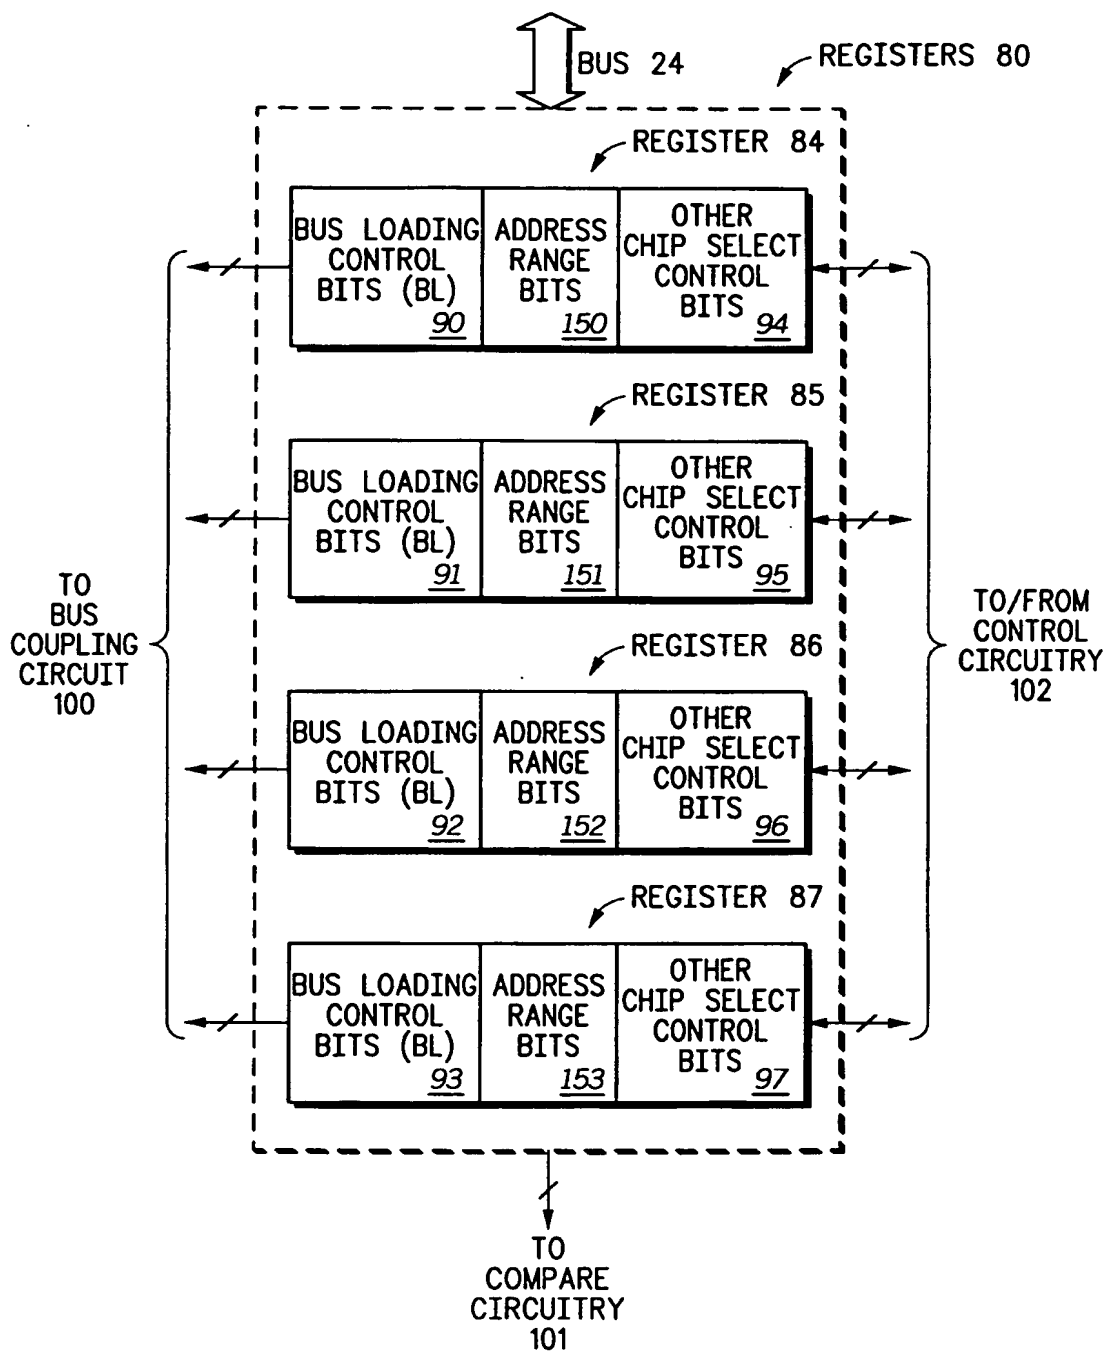 BUS 24
REGISTERS 80
REGISTER 84
BUS LOADING
CONTROL
BITS (BL)
90
ADDRESS
RANGE
BITS
150
OTHER
CHIP SELECT
CONTROL
BITS
94
REGISTER 85
BUS LOADING
CONTROL
BITS (BL)
91
ADDRESS
RANGE
BITS
151
OTHER
CHIP SELECT
CONTROL
BITS
95
TO
BUS
COUPLING
CIRCUIT
100
TO/FROM
CONTROL
CIRCUITRY
102
REGISTER 86
BUS LOADING
CONTROL
BITS (BL)
92
ADDRESS
RANGE
BITS
152
OTHER
CHIP SELECT
CONTROL
BITS
96
REGISTER 87
BUS LOADING
CONTROL
BITS (BL)
93
ADDRESS
RANGE
BITS
153
OTHER
CHIP SELECT
CONTROL
BITS
97
TO
COMPARE
CIRCUITRY
101